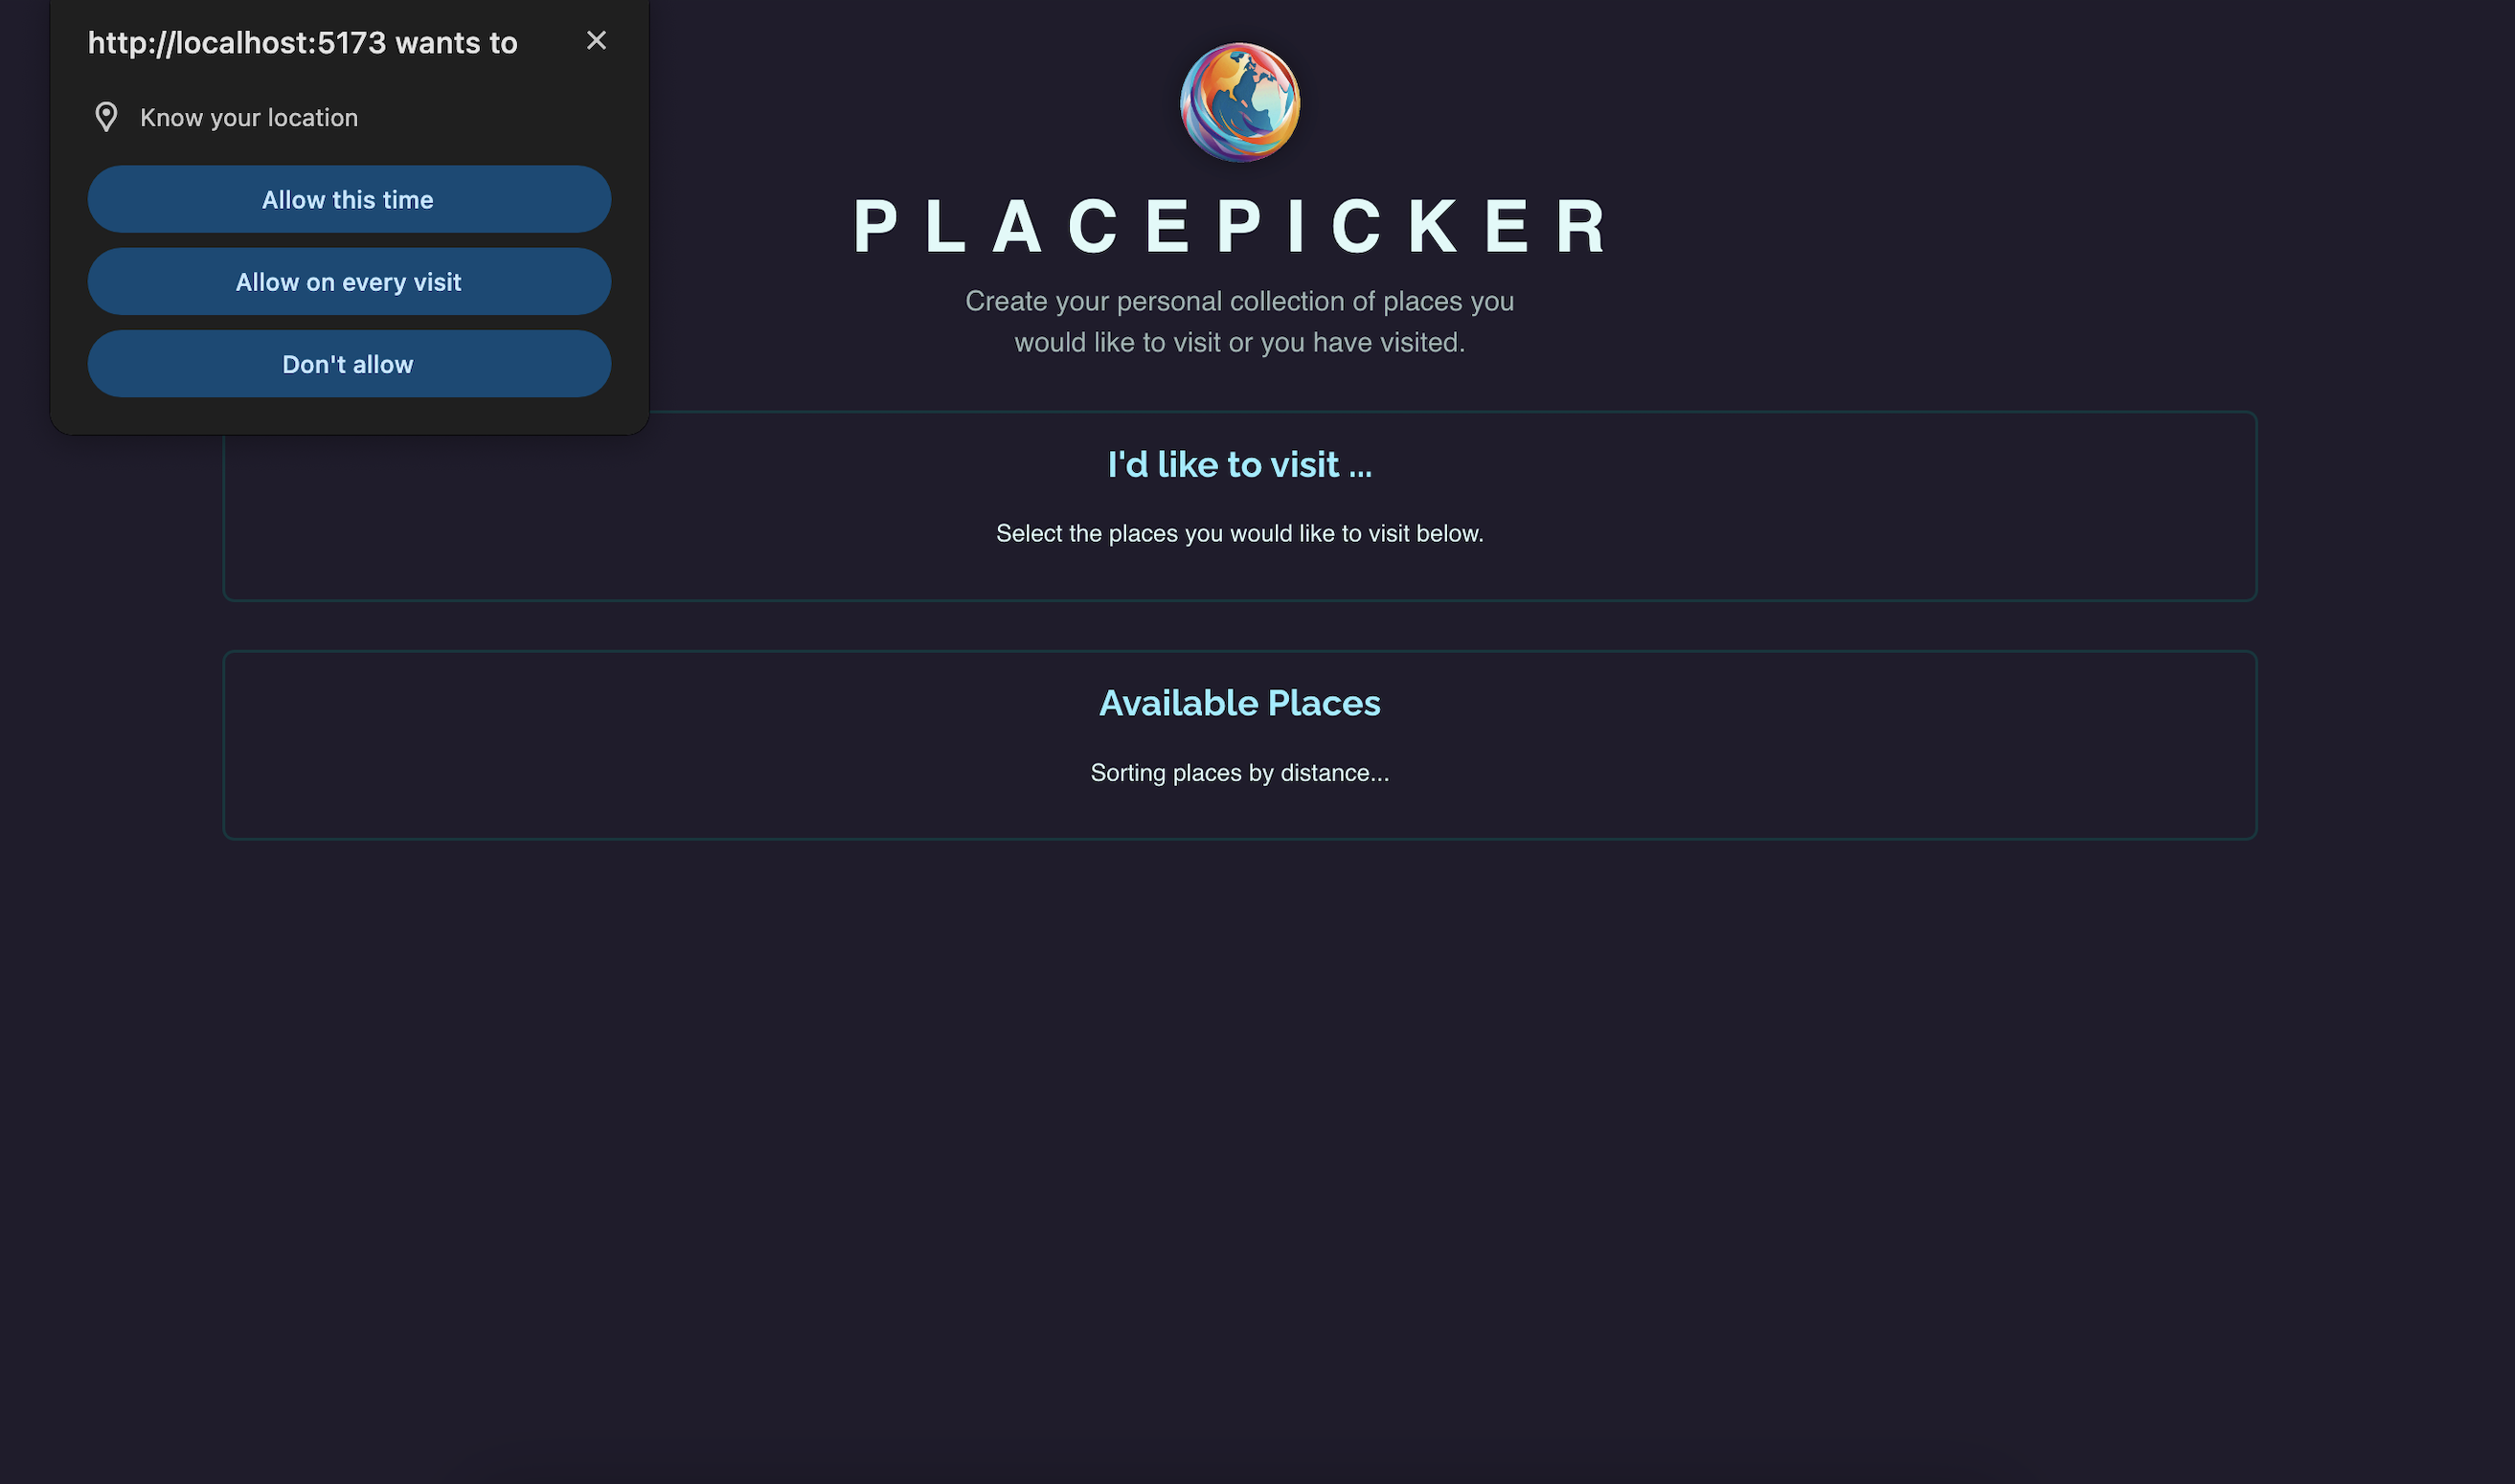 http://localhost:5173 wants to
Know your location
Allow this time
Allow on every visit
Don't allow
PLACEPICKER
Create your personal collection of places you
would like to visit or you have visited.
I'd like to visit ...
Select the places you would like to visit below.
Available Places
Sorting places by distance...